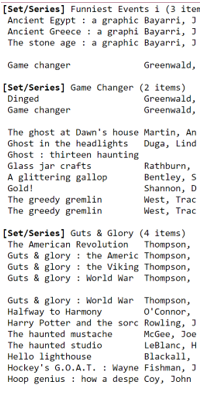 [Set/Series] Funniest Events i (3 item
Ancient Egypt : a graphic Bayarri, J
Ancient Greece : a graphi Bayarri, J
The stone age : a graphic Bayarri, J
Game changer Greenwald,
[Set/Series] Game Changer (2 items)
Dinged Greenwald,
Game changer Greenwald,
The ghost at Dawn's house Martin, An
Ghost in the headlights Duga, Lind
Ghost : thirteen haunting
Glass jar crafts Rathburn,
A glittering gallop Bentley, S
Gold! Shannon, D
The greedy gremlin West, Trac
The greedy gremlin West, Trac
[Set/Series] Guts & Glory (4 items)
The American Revolution Thompson,
Guts & glory : the Americ Thompson,
Guts & glory : the Viking Thompson,
Guts & glory : World War Thompson,
Guts & glory : World War Thompson,
Halfway to Harmony O'Connor,
Harry Potter and the sorc Rowling, J
The haunted mustache McGee, Joe
The haunted studio LeBlanc, H
Hello lighthouse Blackall,
Hockey's G.O.A.T. : Wayne Fishman, J
Hoop genius : how a despe Coy, John